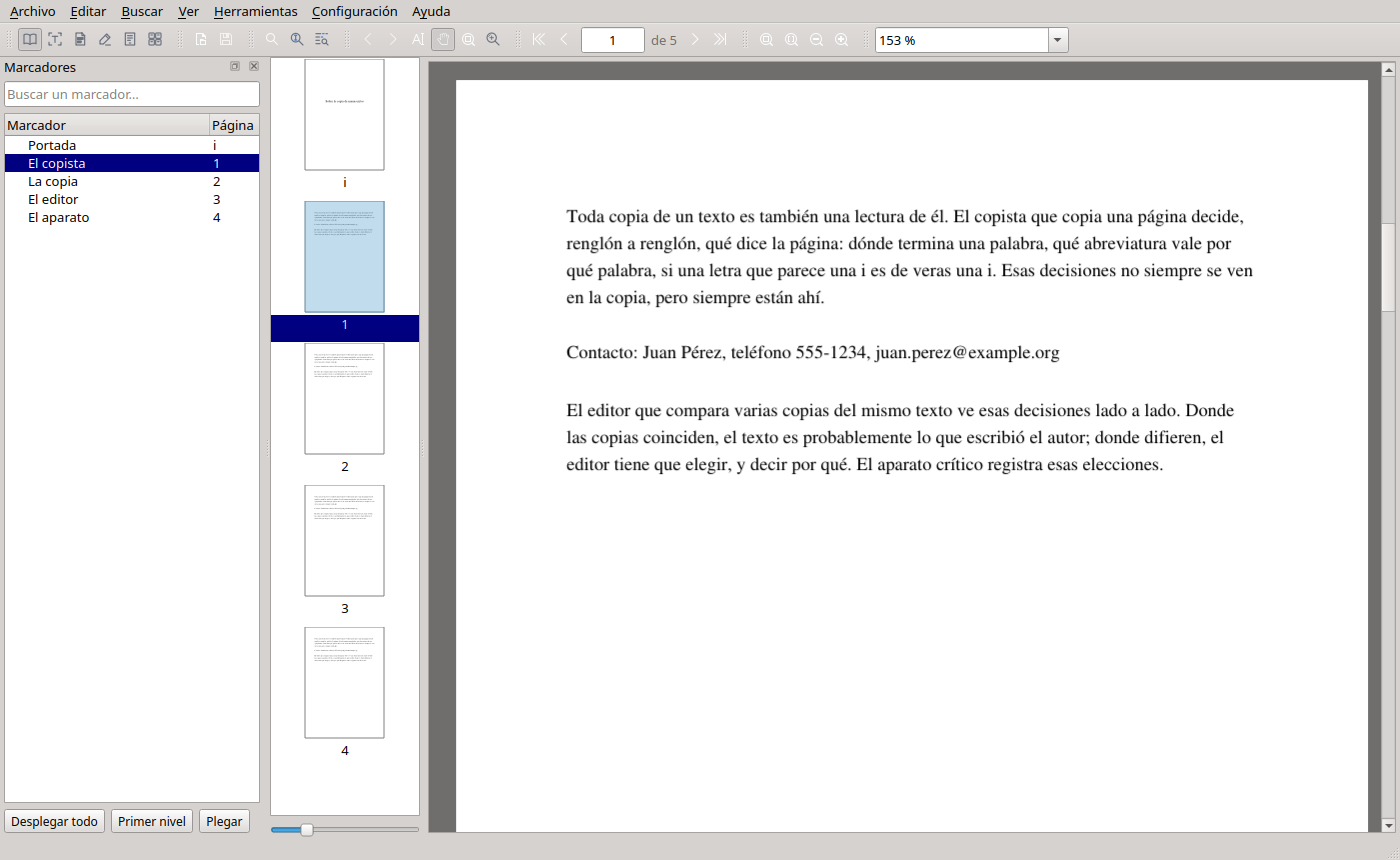 Archivo Editar Buscar Ver Herramientas Configuración Ayuda
1 de 5 153 %
Marcadores
Buscar un marcador...
Marcador Página
Portada i
El copista 1
La copia 2
El editor 3
El aparato 4
Desplegar todo Primer nivel Plegar
i
1
2
3
4
Toda copia de un texto es también una lectura de él. El copista que copia una página decide,
renglón a renglón, qué dice la página: dónde termina una palabra, qué abreviatura vale por
qué palabra, si una letra que parece una i es de veras una i. Esas decisiones no siempre se ven
en la copia, pero siempre están ahí.
Contacto: Juan Pérez, teléfono 555-1234, juan.perez@example.org
El editor que compara varias copias del mismo texto ve esas decisiones lado a lado. Donde
las copias coinciden, el texto es probablemente lo que escribió el autor; donde difieren, el
editor tiene que elegir, y decir por qué. El aparato crítico registra esas elecciones.